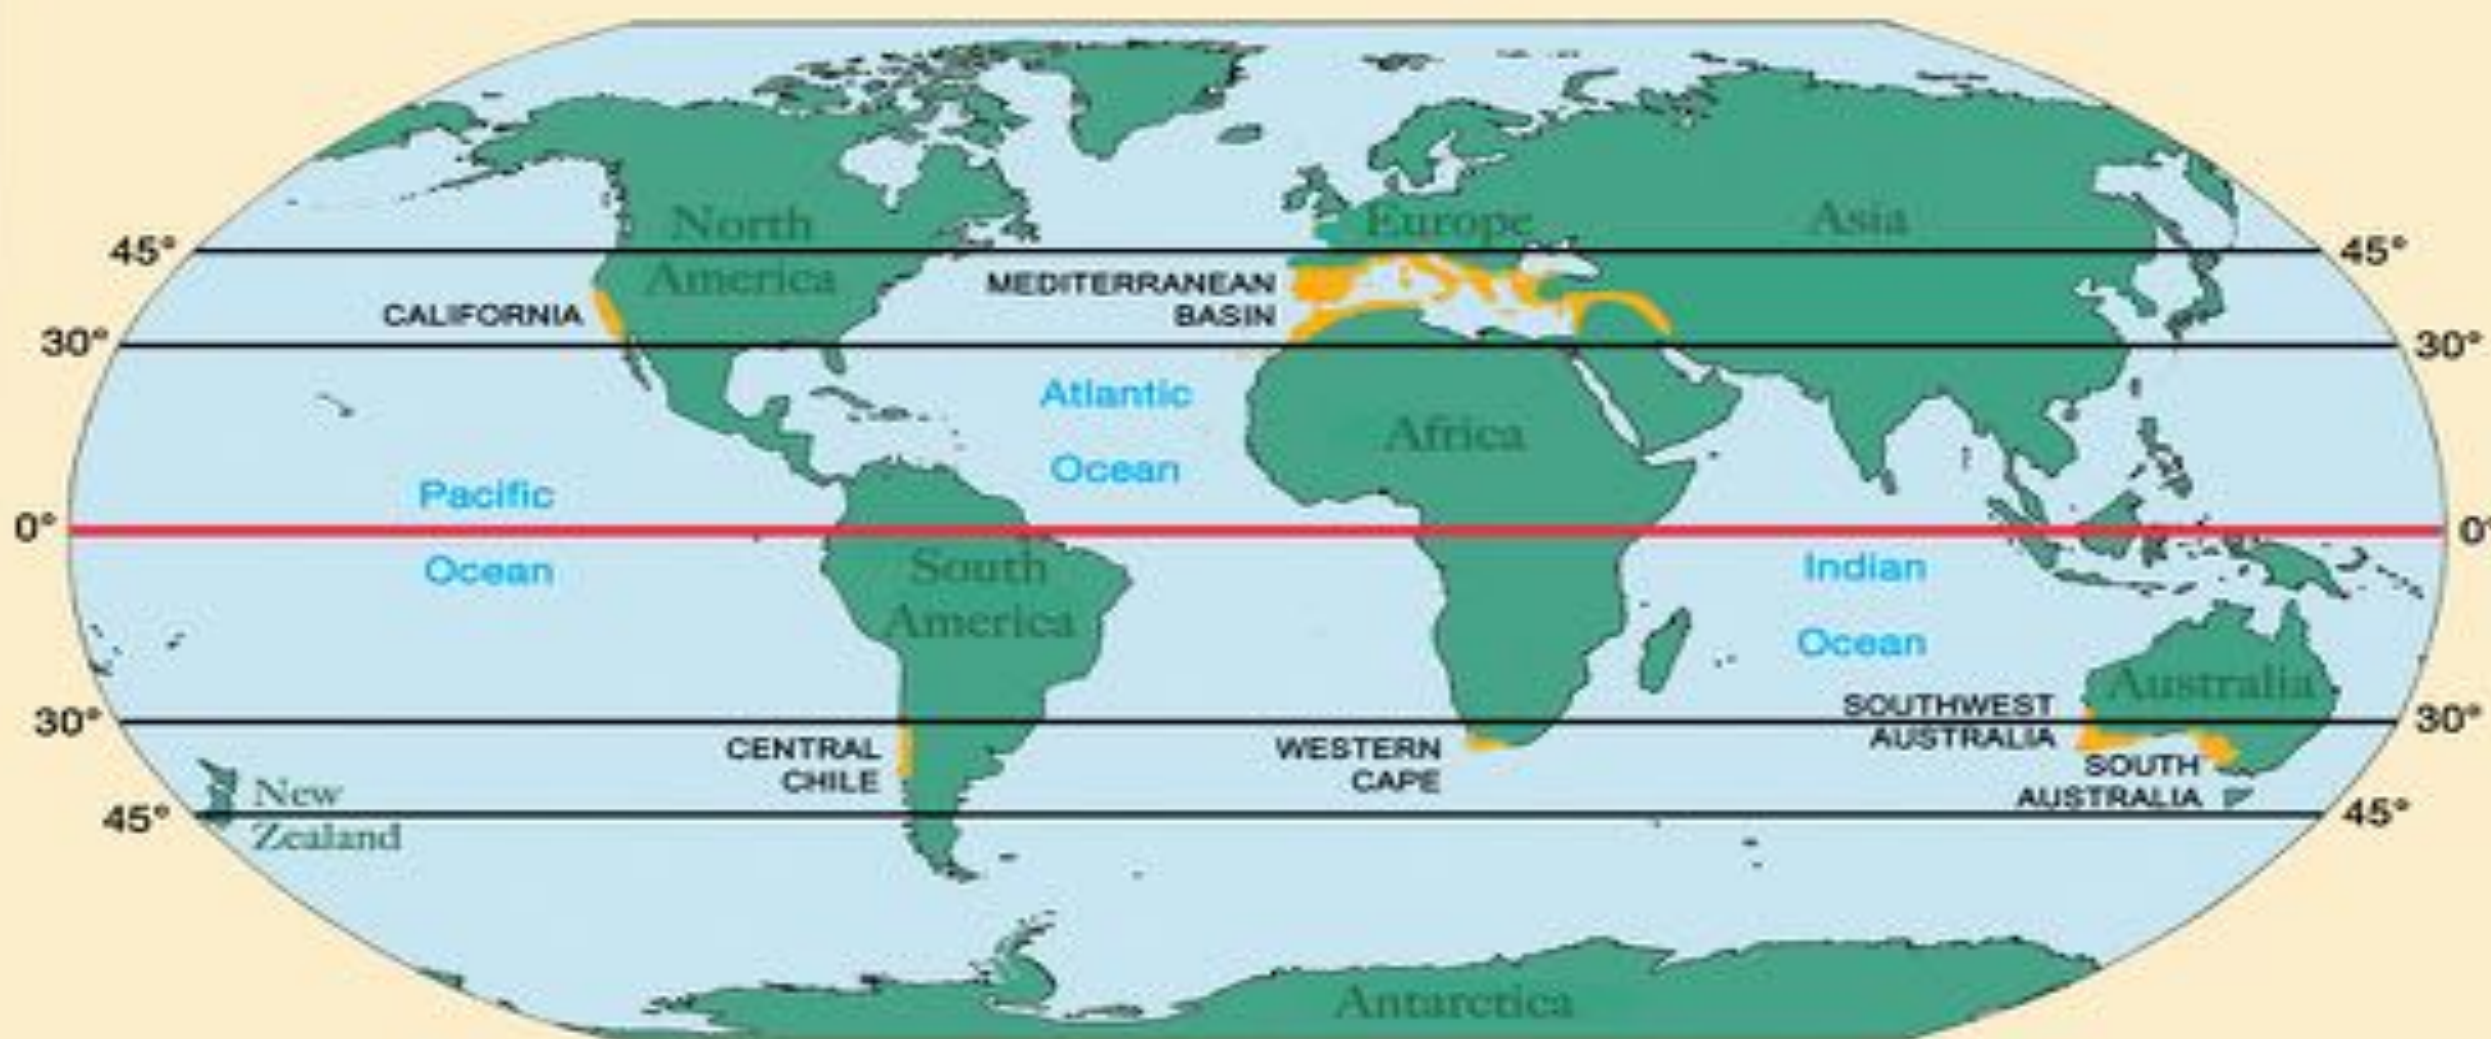 North
America
Europe
Asia
45°
45°
MEDITERRANEAN
BASIN
CALIFORNIA
30°
30°
Atlantic
Ocean
Africa
Pacific
Ocean
0°
0°
South
America
Indian
Ocean
Australia
SOUTHWEST
AUSTRALIA
30°
30°
CENTRAL
CHILE
WESTERN
CAPE
SOUTH
AUSTRALIA
New
Zealand
45°
45°
Antarctica